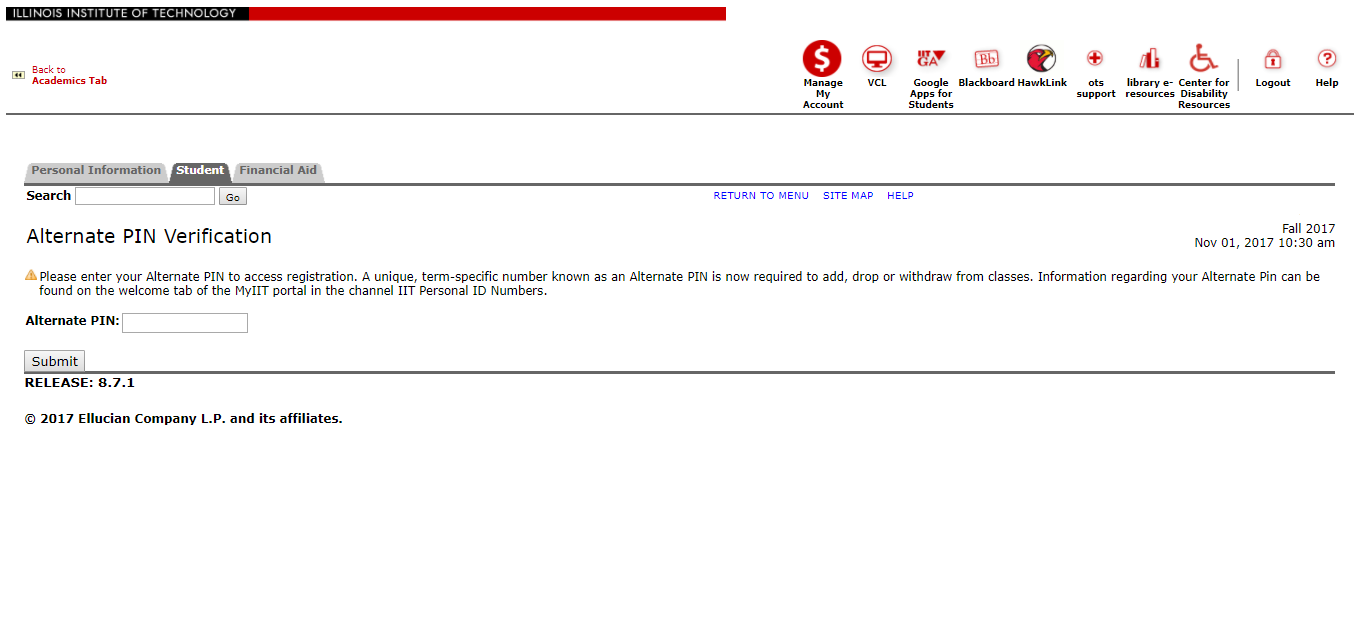 ILLINOIS INSTITUTE OF TECHNOLOGY
Back to
Academics Tab
$
Manage
My
Account
VCL
IIT
GA
Google
Apps for
Students
Bb
Blackboard
HawkLink
ots
support
library e-
resources
Center for
Disability
Resources
Logout
?
Help
Personal Information
Student
Financial Aid
Search
Go
RETURN TO MENU SITE MAP HELP
Alternate PIN Verification
Fall 2017
Nov 01, 2017 10:30 am
Please enter your Alternate PIN to access registration. A unique, term-specific number known as an Alternate PIN is now required to add, drop or withdraw from classes. Information regarding your Alternate Pin can be
found on the welcome tab of the MyIIT portal in the channel IIT Personal ID Numbers.
Alternate PIN:
Submit
RELEASE: 8.7.1
© 2017 Ellucian Company L.P. and its affiliates.